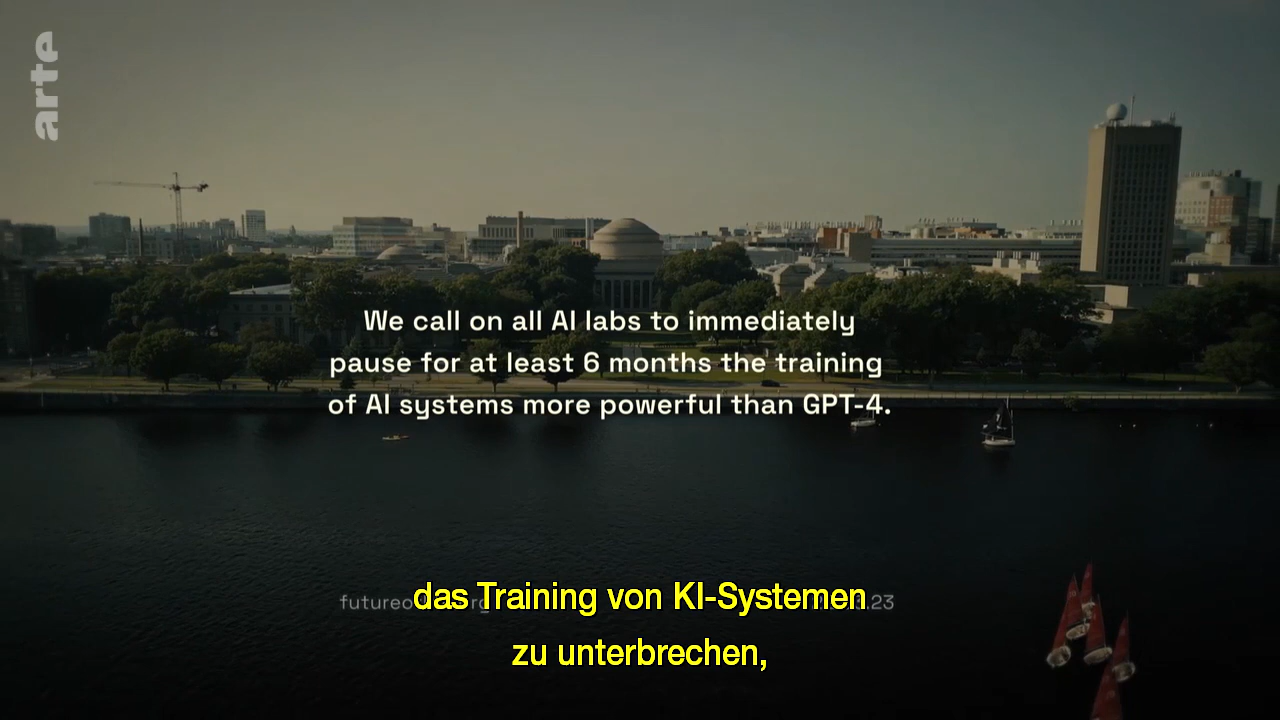 arte
We call on all AI labs to immediately
pause for at least 6 months the training
of AI systems more powerful than GPT-4.
das Training von KI-Systemen
zu unterbrechen,